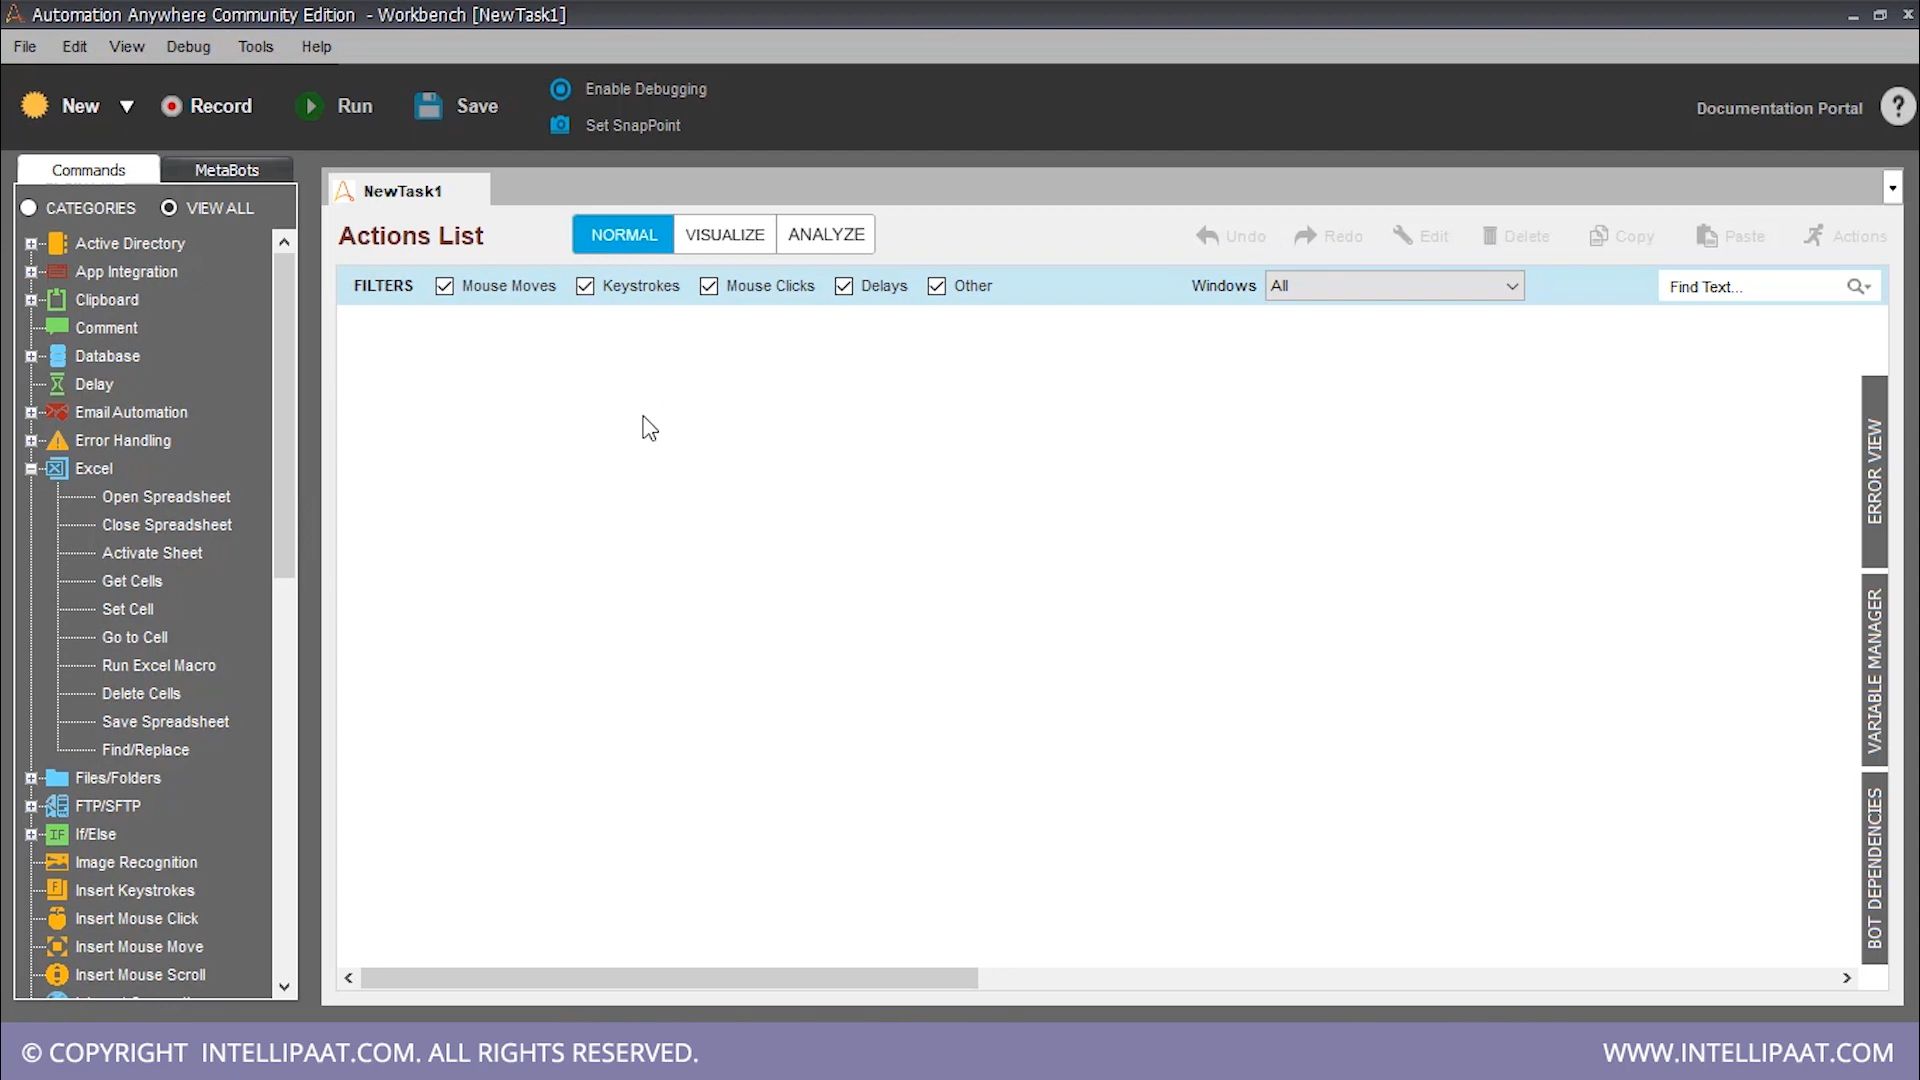 Automation Anywhere Community Edition - Workbench [NewTask1]
File Edit View Debug Tools Help
New Record Run Save
Enable Debugging
Set SnapPoint
Documentation Portal ?
Commands MetaBots
CATEGORIES VIEW ALL
Active Directory
App Integration
Clipboard
Comment
Database
Delay
Email Automation
Error Handling
Excel
Open Spreadsheet
Close Spreadsheet
Activate Sheet
Get Cells
Set Cell
Go to Cell
Run Excel Macro
Delete Cells
Save Spreadsheet
Find/Replace
Files/Folders
FTP/SFTP
IF If/Else
Image Recognition
Insert Keystrokes
Insert Mouse Click
Insert Mouse Move
Insert Mouse Scroll
NewTask1
Actions List NORMAL VISUALIZE ANALYZE Undo Redo Edit Delete Copy Paste Actions
FILTERS Mouse Moves Keystrokes Mouse Clicks Delays Other Windows All Find Text...
ERROR VIEW
VARIABLE MANAGER
BOT DEPENDENCIES
© COPYRIGHT INTELLIPAAT.COM. ALL RIGHTS RESERVED. WWW.INTELLIPAAT.COM